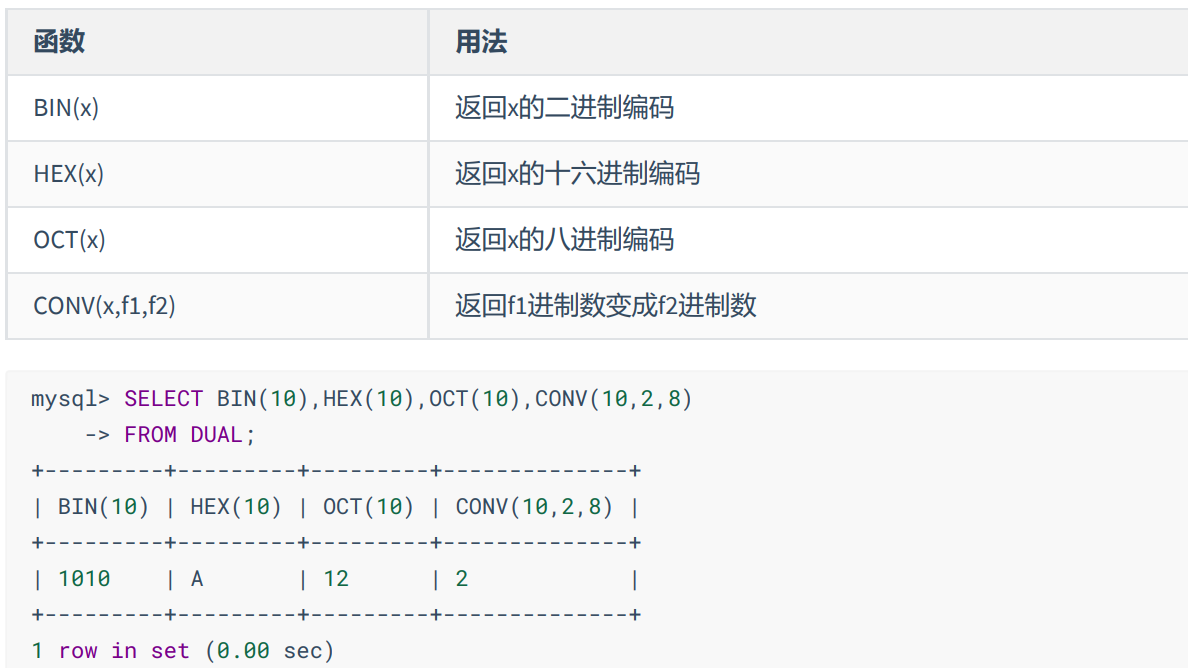 函数 用法
BIN(x) 返回x的二进制编码
HEX(x) 返回x的十六进制编码
OCT(x) 返回x的八进制编码
CONV(x,f1,f2) 返回f1进制数变成f2进制数
mysql> SELECT BIN(10),HEX(10),OCT(10),CONV(10,2,8)
    -> FROM DUAL;
+---------+---------+---------+--------------+
| BIN(10) | HEX(10) | OCT(10) | CONV(10,2,8) |
+---------+---------+---------+--------------+
| 1010    | A       | 12      | 2            |
+---------+---------+---------+--------------+
1 row in set (0.00 sec)